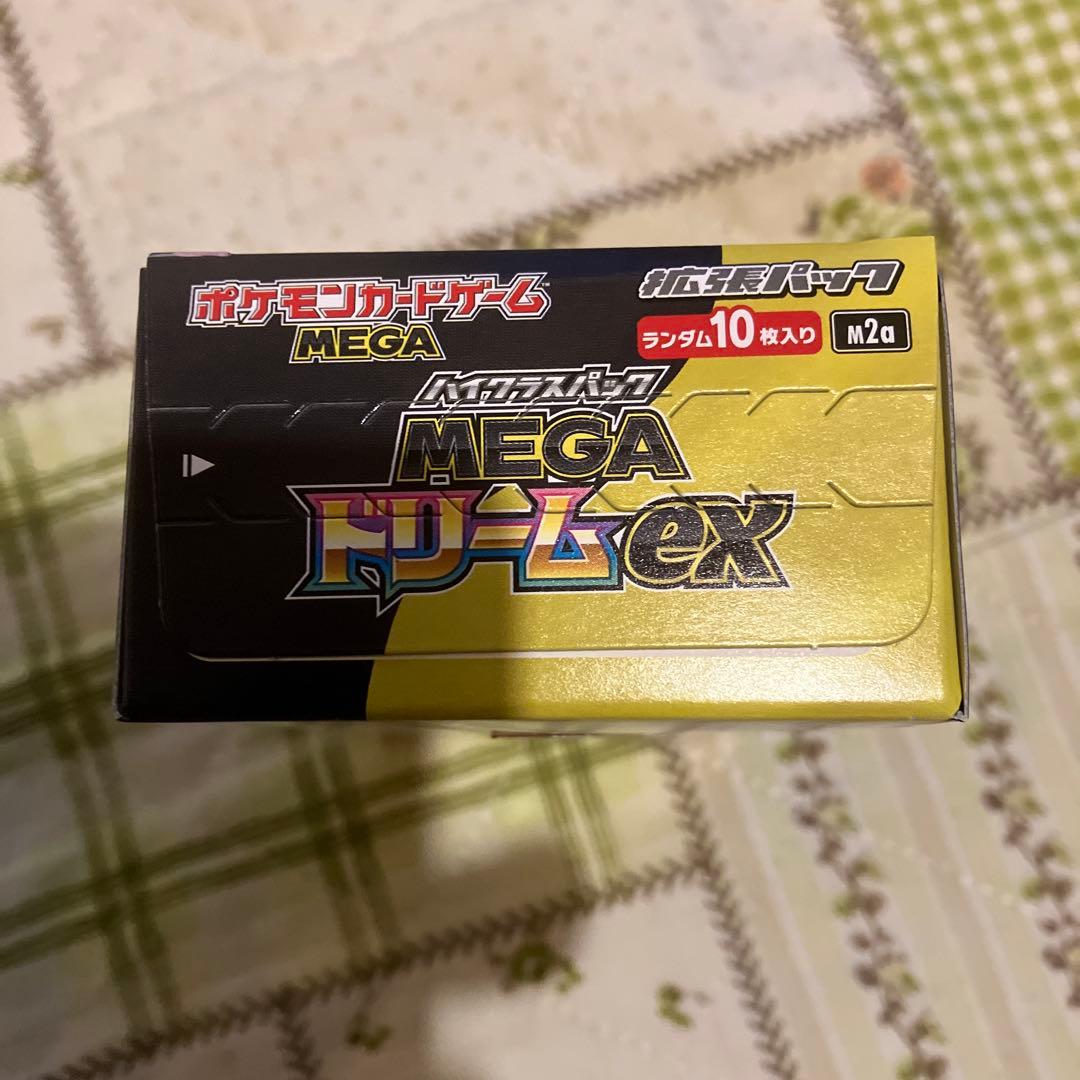 ポケモンカードゲーム™
MEGA
拡張パック
ランダム10枚入り
M2a
ハイクラスパック
MEGA
ドリームex